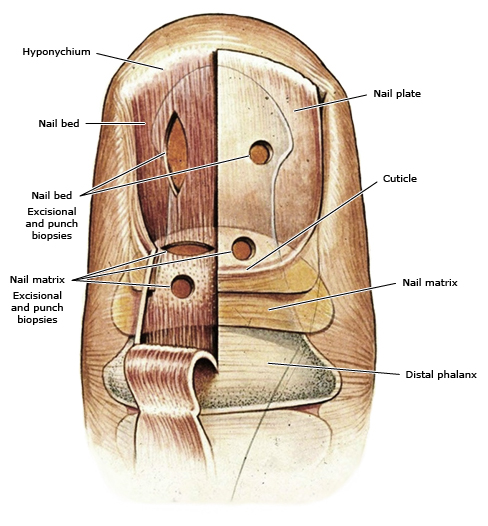 Hyponychium
Nail plate
Nail bed
Cuticle
Nail bed
Excisional
and punch
biopsies
Nail matrix
Excisional
and punch
biopsies
Nail matrix
Distal phalanx